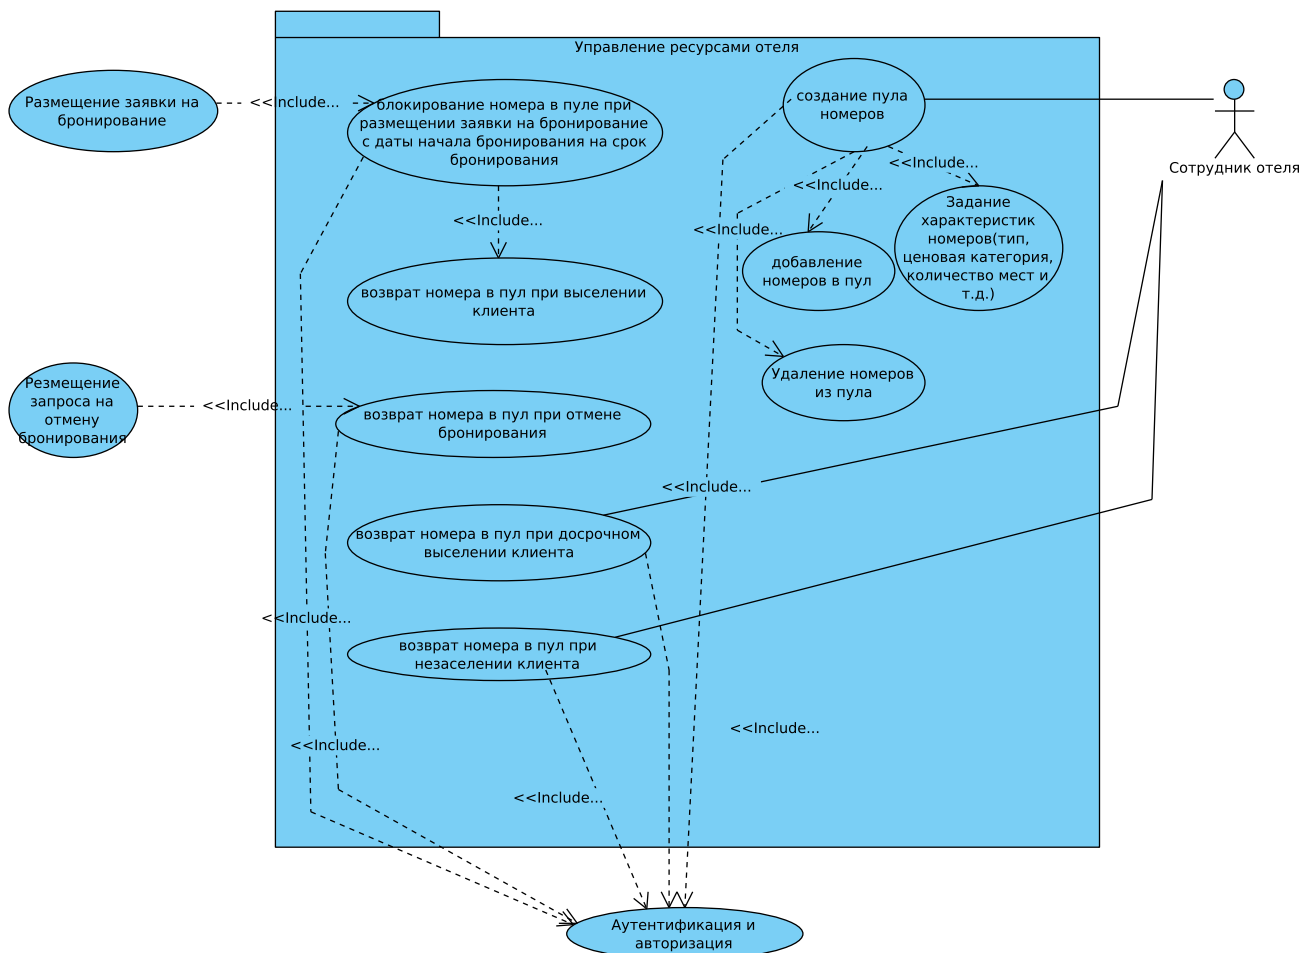 Управление ресурсами отеля
Размещение заявки на
бронирование
<<Include...
блокирование номера в пуле при
размещении заявки на бронирование
с даты начала бронирования на срок
бронирования
создание пула
номеров
Сотрудник отеля
<<Include...
<<Include...
<<Include...
<<Include...
Задание
характеристик
номеров(тип,
ценовая категория,
количество мест и
т.д.)
добавление
номеров в пул
возврат номера в пул при выселении
клиента
Удаление номеров
из пула
Резмещение
запроса на
отмену
бронирования
<<Include...
возврат номера в пул при отмене
бронирования
<<Include...
возврат номера в пул при досрочном
выселении клиента
<<Include...
возврат номера в пул при
незаселении клиента
<<Include...
<<Include...
<<Include...
Аутентификация и
авторизация